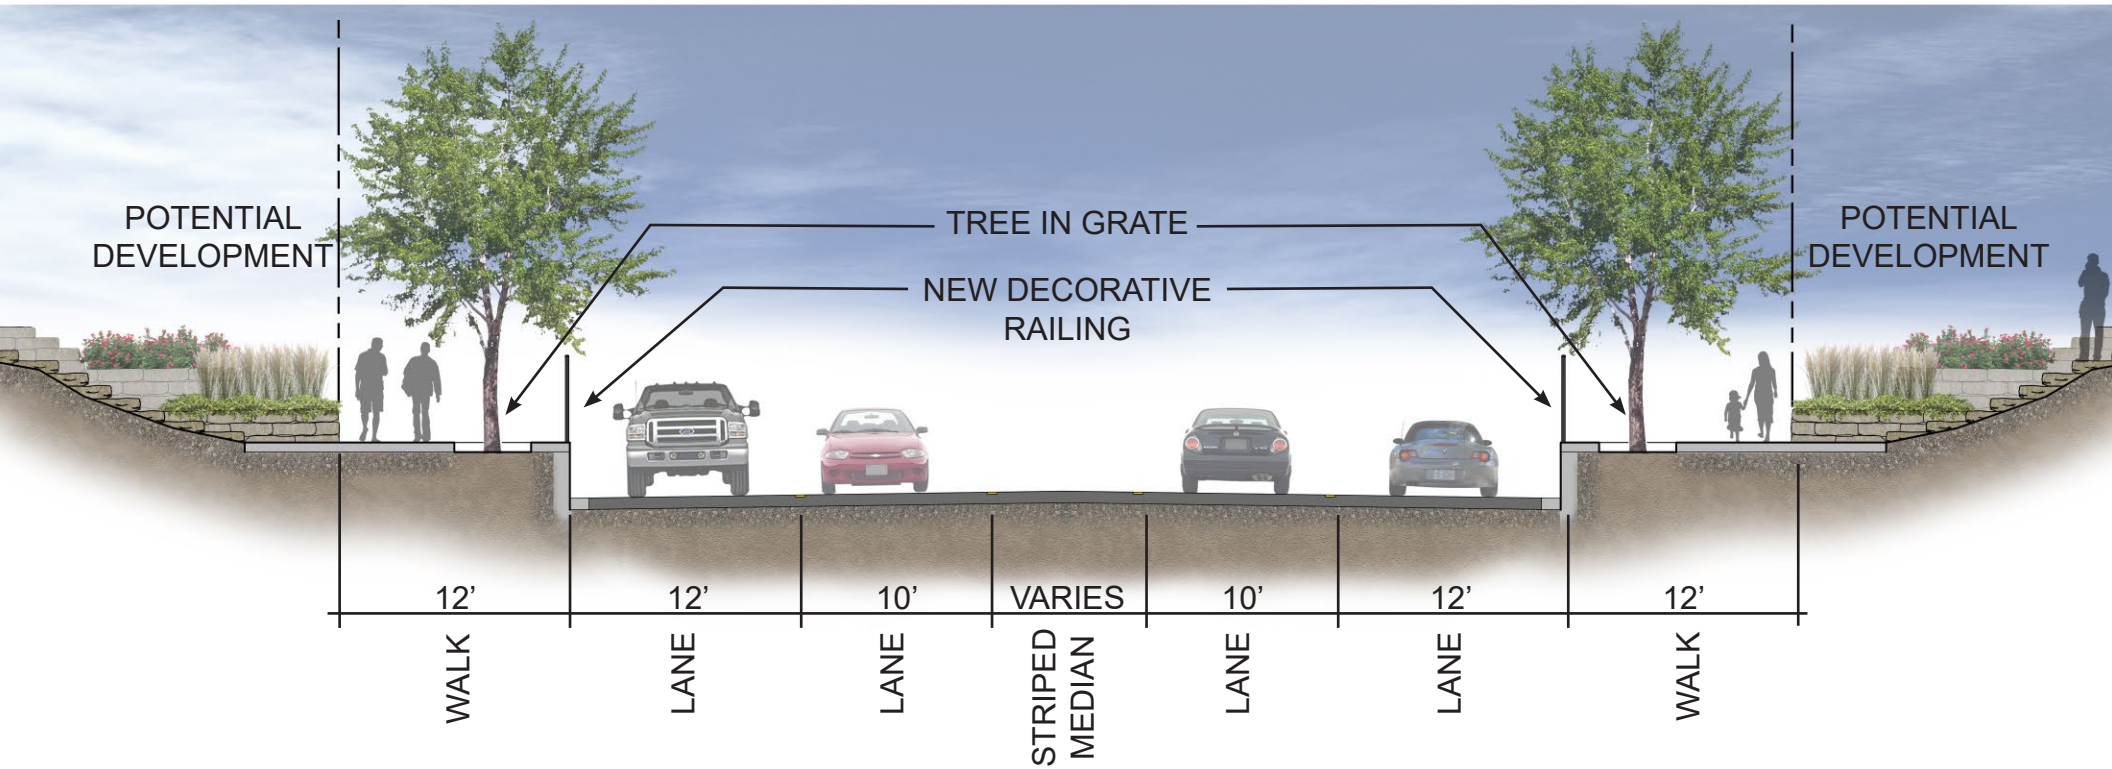 POTENTIAL
DEVELOPMENT
TREE IN GRATE
NEW DECORATIVE
RAILING
POTENTIAL
DEVELOPMENT
12’
12’
10’
VARIES
10’
12’
12’
WALK
LANE
LANE
STRIPED
MEDIAN
LANE
LANE
WALK